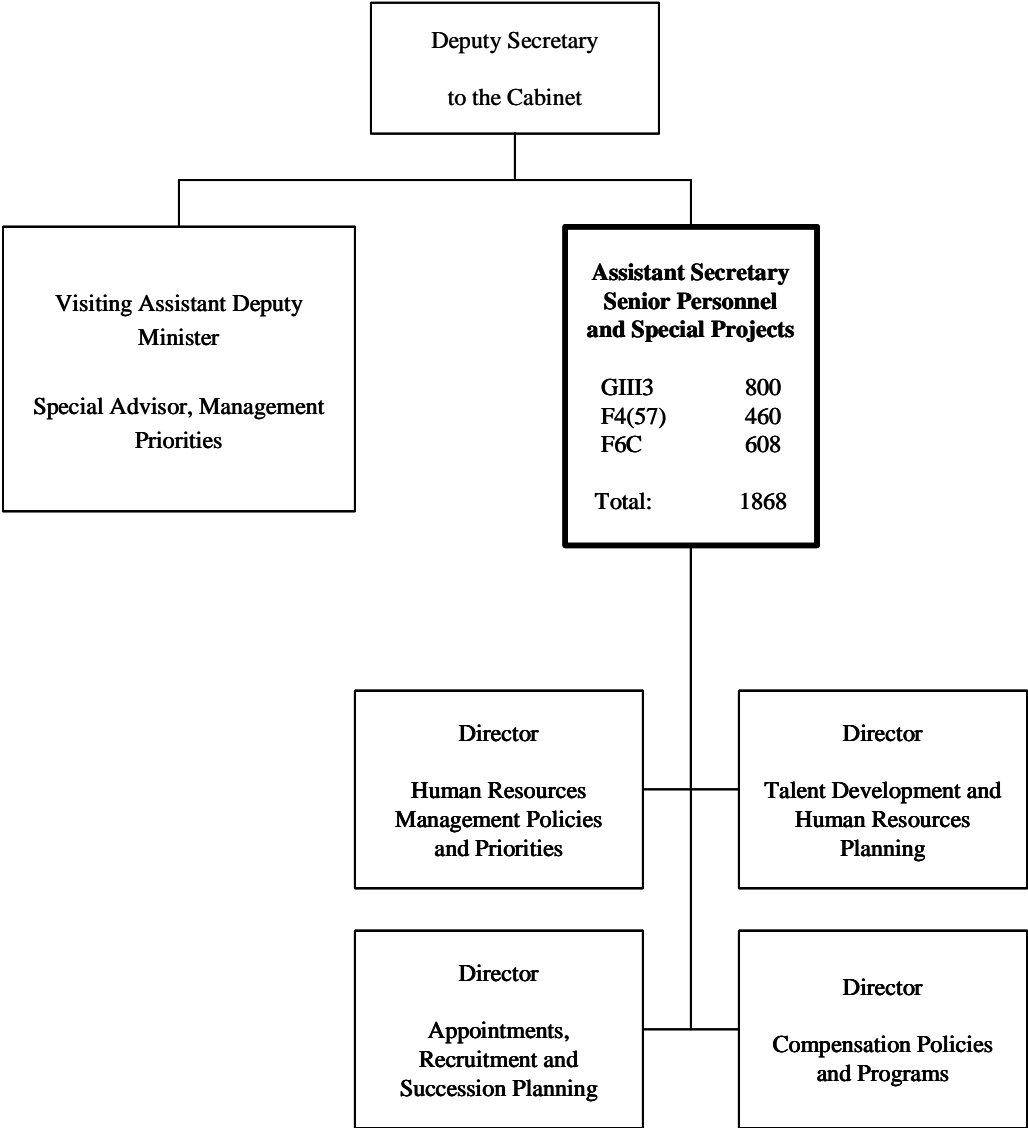 Deputy Secretary
to the Cabinet
Visiting Assistant Deputy
Minister
Special Advisor, Management
Priorities
Assistant Secretary
Senior Personnel
and Special Projects
GIII3 800
F4(57) 460
F6C 608
Total: 1868
Director
Human Resources
Management Policies
and Priorities
Director
Talent Development and
Human Resources
Planning
Director
Appointments,
Recruitment and
Succession Planning
Director
Compensation Policies
and Programs